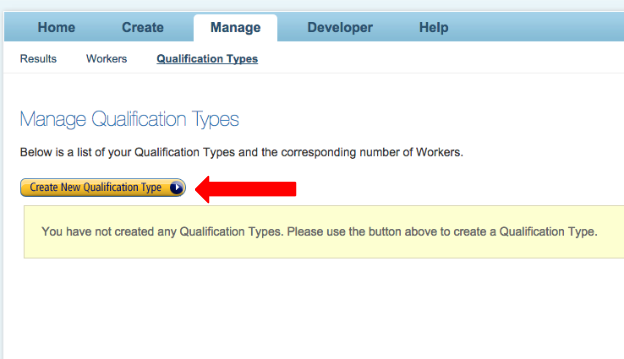 Home Create Manage Developer Help
Results Workers Qualification Types
Manage Qualification Types
Below is a list of your Qualification Types and the corresponding number of Workers.
Create New Qualification Type
You have not created any Qualification Types. Please use the button above to create a Qualification Type.